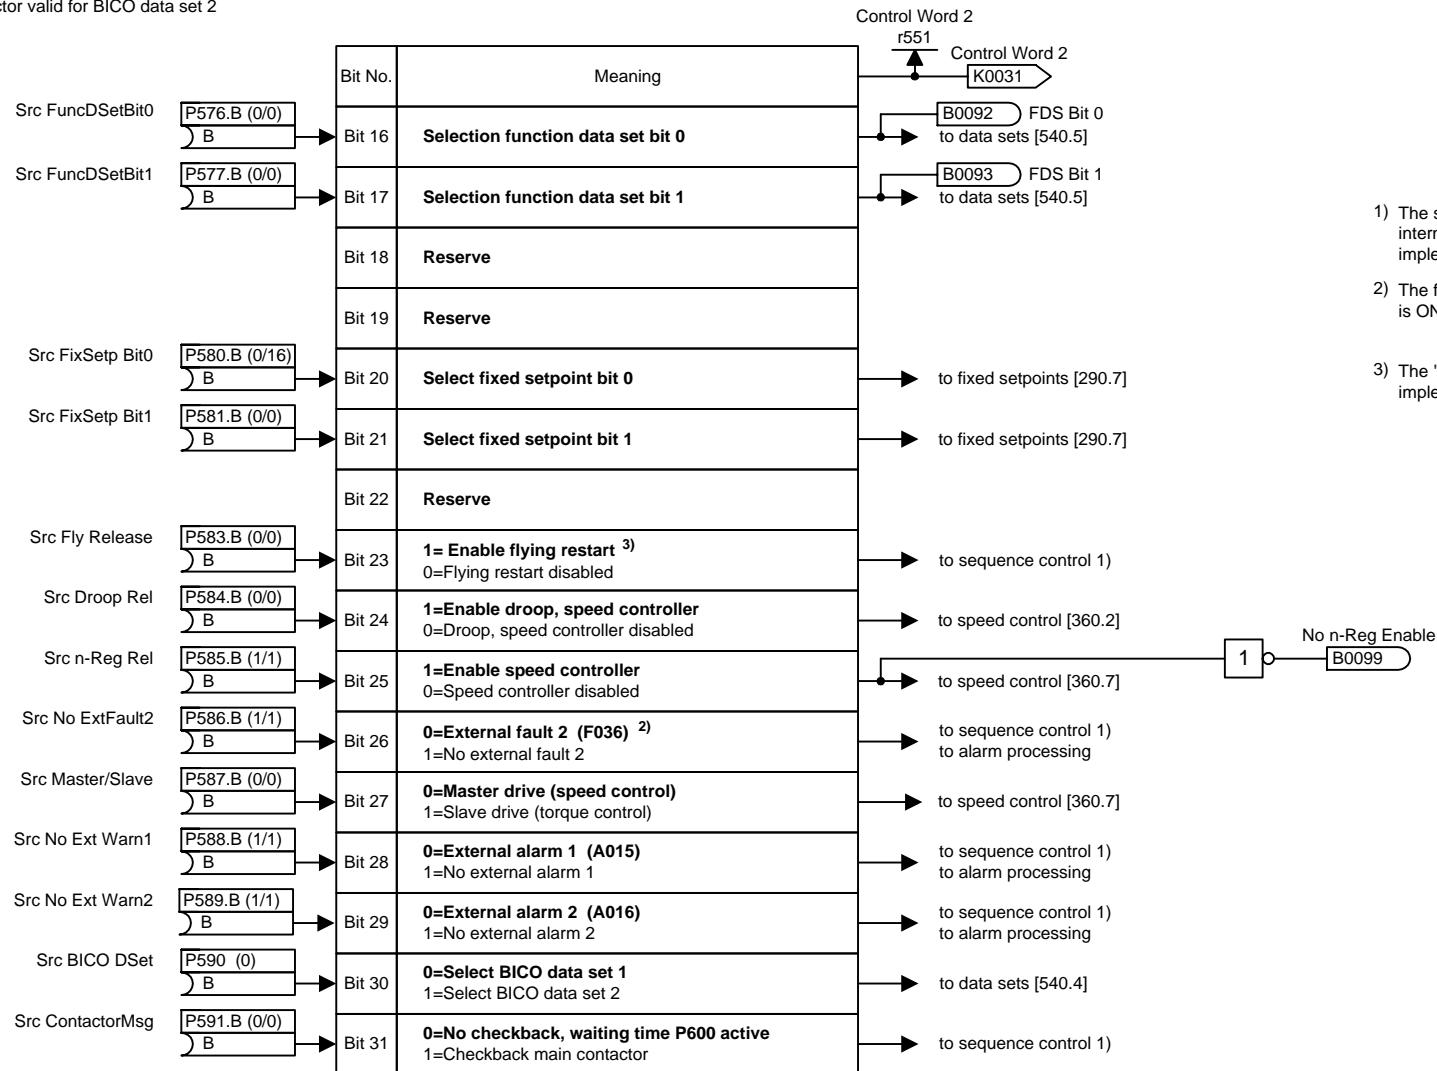 ctor valid for BICO data set 2
Control Word 2
r551
Control Word 2
K0031
Bit No. Meaning
Src FuncDSetBit0 P576.B (0/0) B Bit 16 Selection function data set bit 0 B0092 FDS Bit 0
to data sets [540.5]
Src FuncDSetBit1 P577.B (0/0) B Bit 17 Selection function data set bit 1 B0093 FDS Bit 1
to data sets [540.5]
Bit 18 Reserve
Bit 19 Reserve
Src FixSetp Bit0 P580.B (0/16) B Bit 20 Select fixed setpoint bit 0 to fixed setpoints [290.7]
Src FixSetp Bit1 P581.B (0/0) B Bit 21 Select fixed setpoint bit 1 to fixed setpoints [290.7]
Bit 22 Reserve
Src Fly Release P583.B (0/0) B Bit 23 1= Enable flying restart 3)
0=Flying restart disabled
to sequence control 1)
Src Droop Rel P584.B (0/0) B Bit 24 1=Enable droop, speed controller
0=Droop, speed controller disabled
to speed control [360.2]
Src n-Reg Rel P585.B (1/1) B Bit 25 1=Enable speed controller
0=Speed controller disabled
to speed control [360.7]
1
No n-Reg Enable
B0099
Src No ExtFault2 P586.B (1/1) B Bit 26 0=External fault 2 (F036) 2)
1=No external fault 2
to sequence control 1)
to alarm processing
Src Master/Slave P587.B (0/0) B Bit 27 0=Master drive (speed control)
1=Slave drive (torque control)
to speed control [360.7]
Src No Ext Warn1 P588.B (1/1) B Bit 28 0=External alarm 1 (A015)
1=No external alarm 1
to sequence control 1)
to alarm processing
Src No Ext Warn2 P589.B (1/1) B Bit 29 0=External alarm 2 (A016)
1=No external alarm 2
to sequence control 1)
to alarm processing
Src BICO DSet P590 (0) B Bit 30 0=Select BICO data set 1
1=Select BICO data set 2
to data sets [540.4]
Src ContactorMsg P591.B (0/0) B Bit 31 0=No checkback, waiting time P600 active
1=Checkback main contactor
to sequence control 1)
1) The s
interr
imple
2) The f
is ON
3) The "
imple